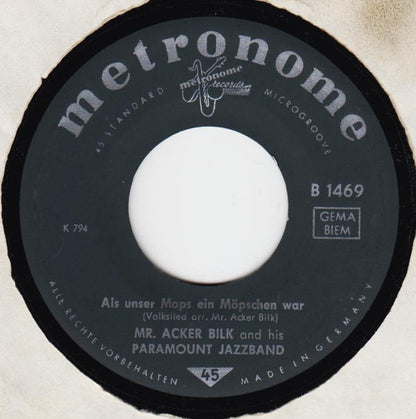 metronome
45 STANDARD MICROGROOVE
metronome
records
B 1469
GEMA
BIEM
K 794
Als unser Mops ein Möpschen war
(Volkslied arr. Mr. Acker Bilk)
MR. ACKER BILK and his
PARAMOUNT JAZZBAND
ALLE RECHTE VORBEHALTEN
45
MADE IN GERMANY